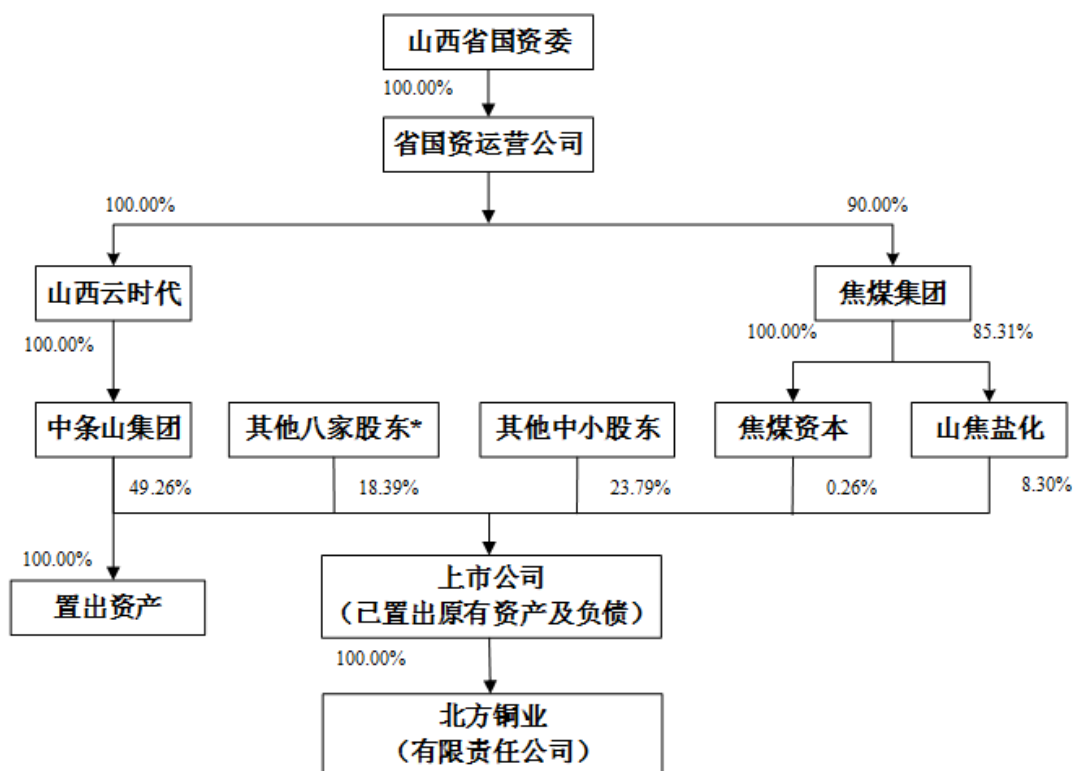 山西省国资委
100.00%
省国资运营公司
100.00%
90.00%
山西云时代
焦煤集团
100.00%
100.00%
85.31%
中条山集团
其他八家股东*
其他中小股东
焦煤资本
山焦盐化
49.26%
18.39%
23.79%
0.26%
8.30%
100.00%
置出资产
上市公司
（已置出原有资产及负债）
100.00%
北方铜业
（有限责任公司）